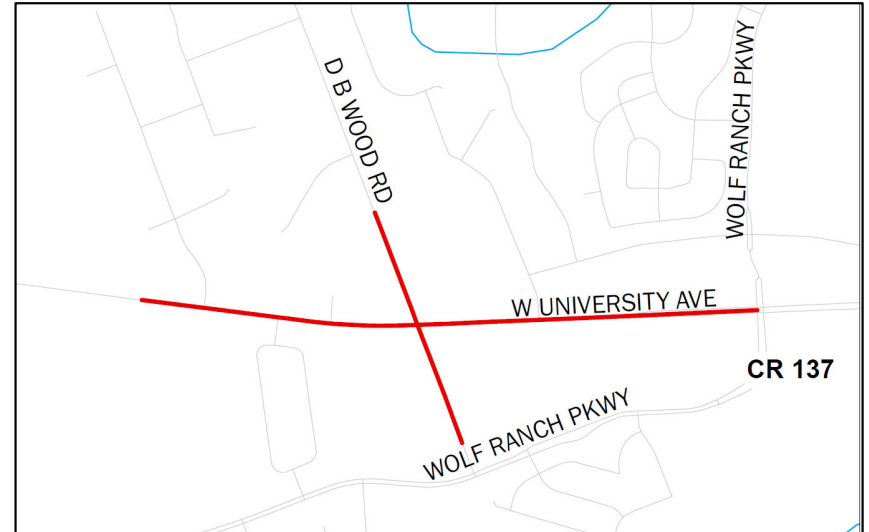 D B WOOD RD
WOLF RANCH PKWY
W UNIVERSITY AVE
CR 137
WOLF RANCH PKWY